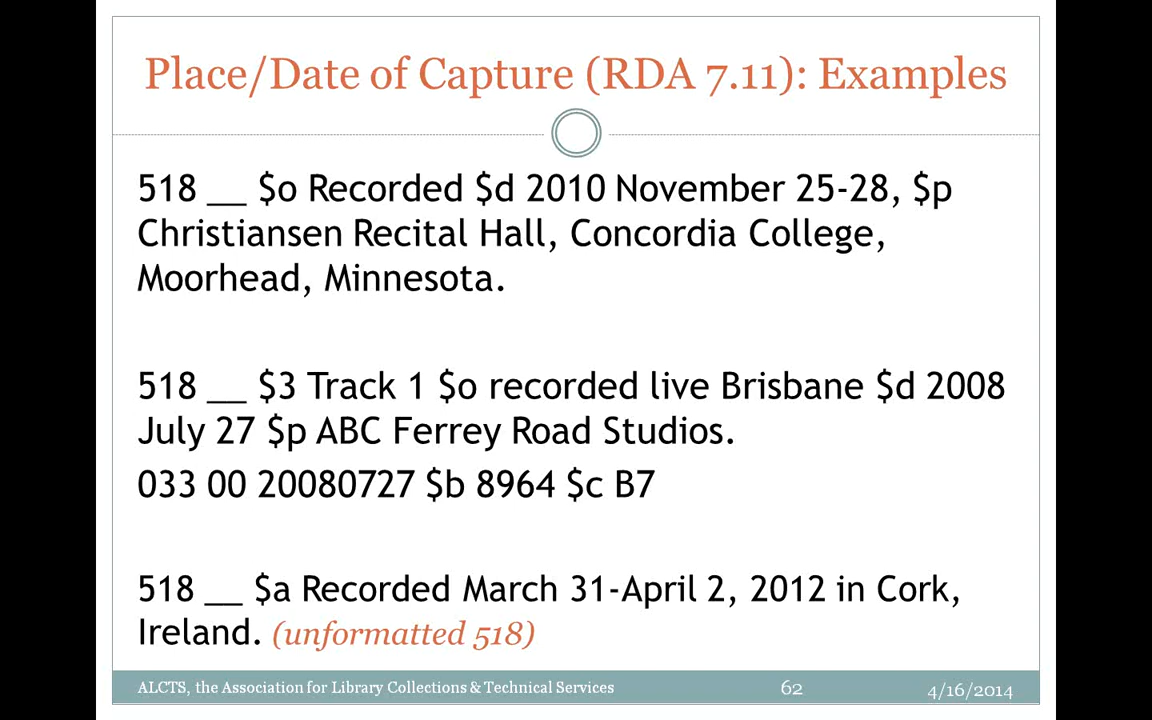 Place/Date of Capture (RDA 7.11): Examples
518 __ $o Recorded $d 2010 November 25-28, $p
Christiansen Recital Hall, Concordia College,
Moorhead, Minnesota.
518 __ $3 Track 1 $o recorded live Brisbane $d 2008
July 27 $p ABC Ferrey Road Studios.
033 00 20080727 $b 8964 $c B7
518 __ $a Recorded March 31-April 2, 2012 in Cork,
Ireland. (unformatted 518)
ALCTS, the Association for Library Collections & Technical Services 62 4/16/2014